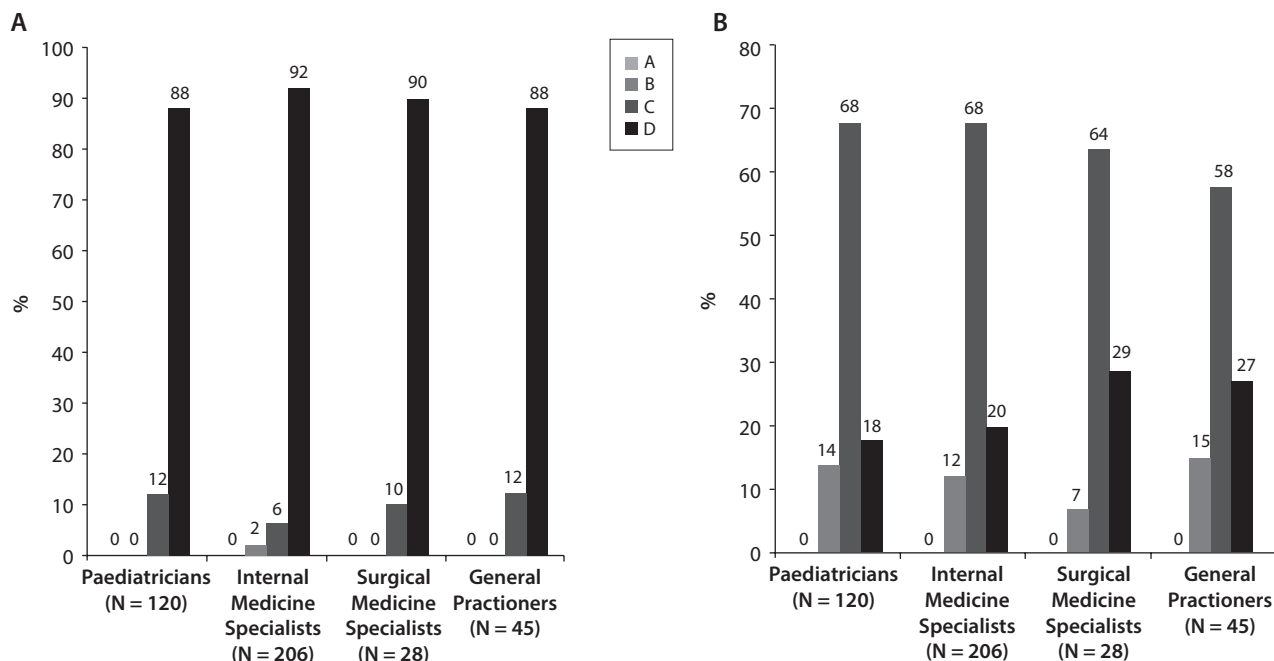 A
100
90
80
70
60
50
40
30
20
10
0
%
0 0 12 88
0 2 6 92
0 0 10 90
0 0 12 88
Paediatricians
(N = 120)
Internal
Medicine
Specialists
(N = 206)
Surgical
Medicine
Specialists
(N = 28)
General
Practioners
(N = 45)
A
B
C
D
B
80
70
60
50
40
30
20
10
0
%
0 14 68 18
0 12 68 20
0 7 64 29
0 15 58 27
Paediatricians
(N = 120)
Internal
Medicine
Specialists
(N = 206)
Surgical
Medicine
Specialists
(N = 28)
General
Practioners
(N = 45)